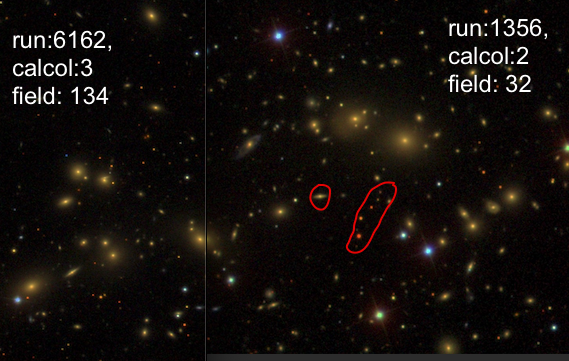 run:6162,
calcol:3
field: 134
run:1356,
calcol:2
field: 32